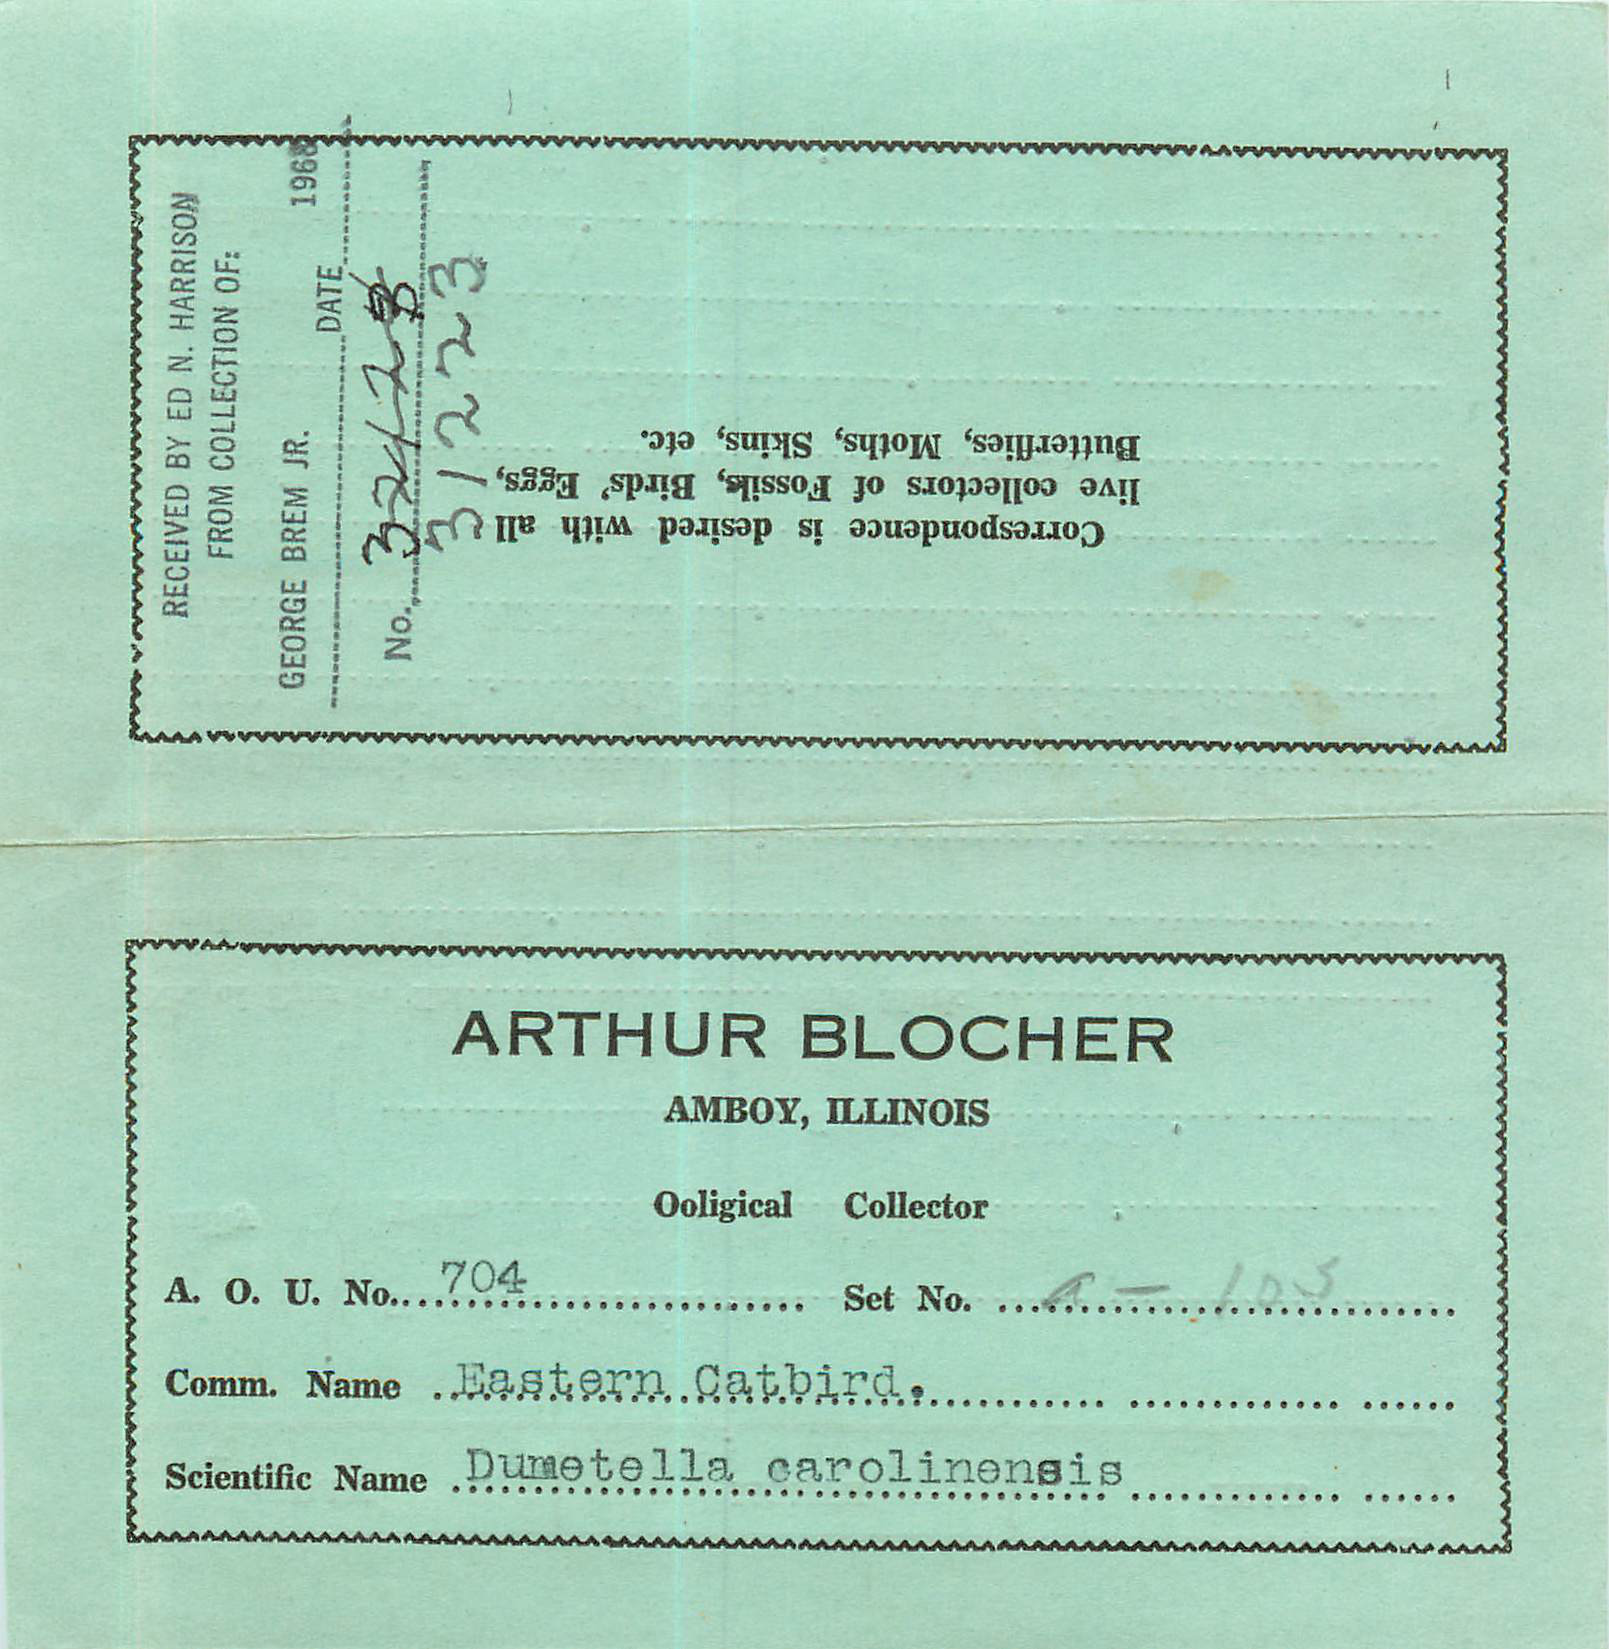 RECEIVED BY ED N. HARRISON
FROM COLLECTION OF:
GEORGE BREM JR. 1968
DATE
No.
31223
Correspondence is desired with all
live collectors of Fossils, Birds' Eggs,
Butterflies, Moths, Skins, etc.
ARTHUR BLOCHER
AMBOY, ILLINOIS
Ooligical Collector
A. O. U. No. 704 Set No. a - 103
Comm. Name Eastern Catbird.
Scientific Name Dumetella carolinensis